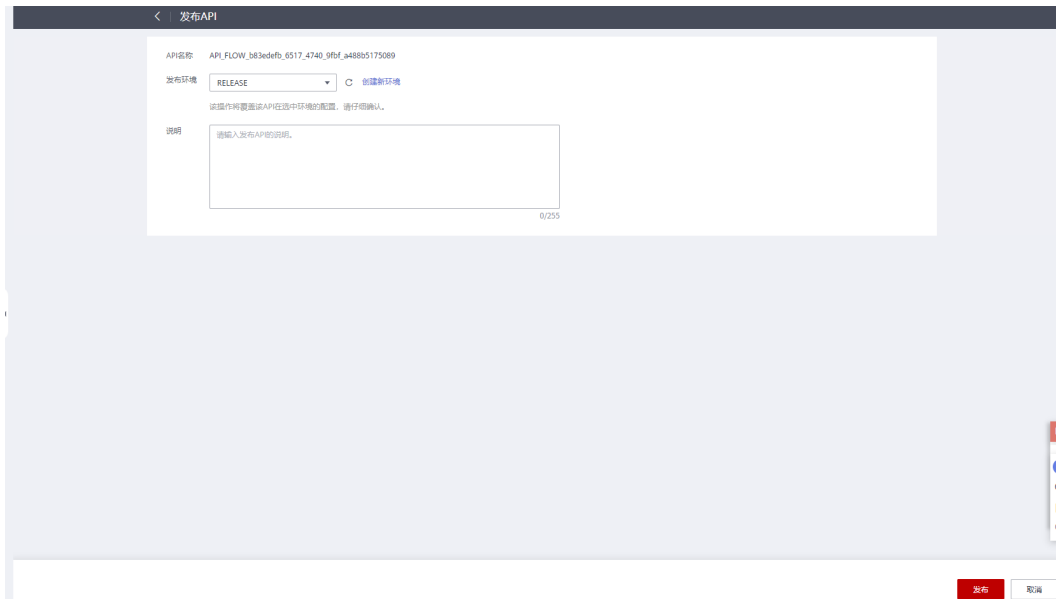 发布API
API名称 API_FLOW_b83edefb_6517_4740_9fbf_a488b5175089
发布环境 RELEASE 创建新环境
该操作将覆盖该API在选中环境的配置，请仔细确认。
说明 请输入发布API的说明。
0/255
发布 取消